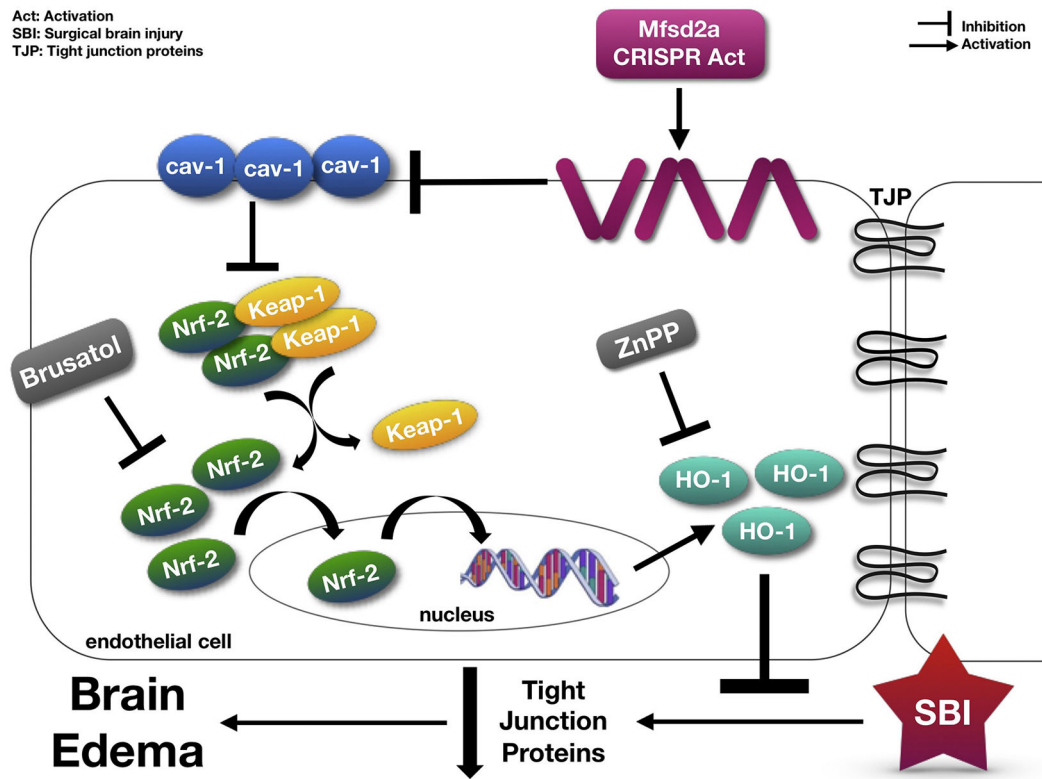 Act: Activation
SBI: Surgical brain injury
TJP: Tight junction proteins
Inhibition
Activation
Mfsd2a
CRISPR Act
cav-1
cav-1
cav-1
TJP
Keap-1
Nrf-2
Keap-1
Nrf-2
Brusatol
ZnPP
Keap-1
Nrf-2
HO-1
HO-1
Nrf-2
HO-1
Nrf-2
Nrf-2
nucleus
endothelial cell
Brain
Edema
Tight
Junction
Proteins
SBI